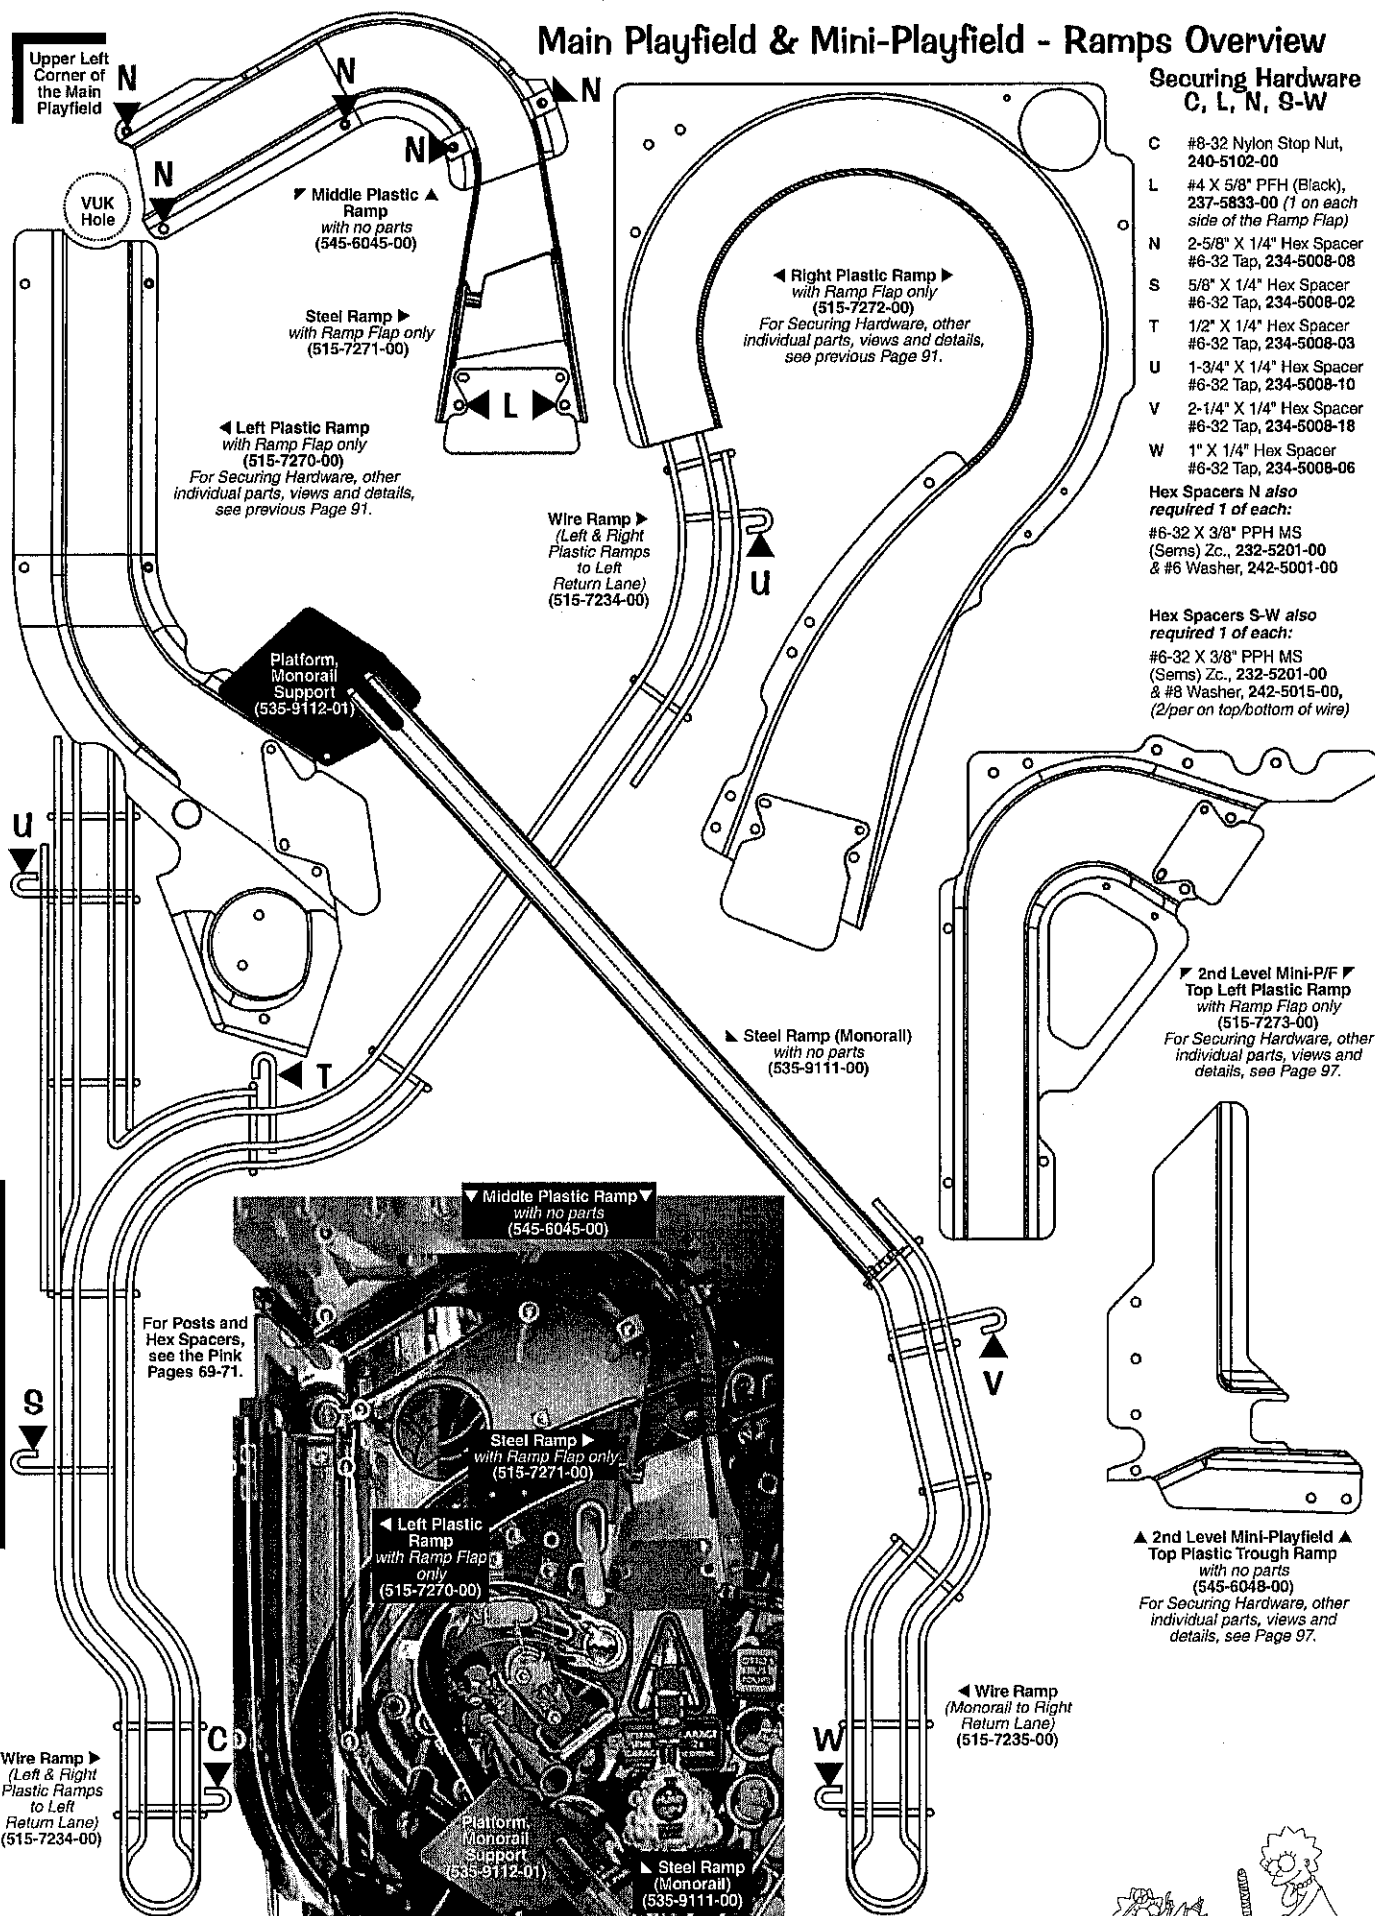 Main Playfield & Mini-Playfield - Ramps Overview
Upper Left
Corner of
the Main
Playfield
N
N
N
N
N
VUK
Hole
◤ Middle Plastic ▲
Ramp
with no parts
(545-6045-00)
Steel Ramp ▶
with Ramp Flap only
(515-7271-00)
◀ L ▶
◀ Left Plastic Ramp
with Ramp Flap only
(515-7270-00)
For Securing Hardware, other
individual parts, views and details,
see previous Page 91.
◀ Right Plastic Ramp ▶
with Ramp Flap only
(515-7272-00)
For Securing Hardware, other
individual parts, views and details,
see previous Page 91.
Securing Hardware
C, L, N, S-W
C #8-32 Nylon Stop Nut,
240-5102-00
L #4 X 5/8" PFH (Black),
237-5833-00 (1 on each
side of the Ramp Flap)
N 2-5/8" X 1/4" Hex Spacer
#6-32 Tap, 234-5008-08
S 5/8" X 1/4" Hex Spacer
#6-32 Tap, 234-5008-02
T 1/2" X 1/4" Hex Spacer
#6-32 Tap, 234-5008-03
U 1-3/4" X 1/4" Hex Spacer
#6-32 Tap, 234-5008-10
V 2-1/4" X 1/4" Hex Spacer
#6-32 Tap, 234-5008-18
W 1" X 1/4" Hex Spacer
#6-32 Tap, 234-5008-06
Hex Spacers N also
required 1 of each:
#6-32 X 3/8" PPH MS
(Sems) Zc., 232-5201-00
& #6 Washer, 242-5001-00
Hex Spacers S-W also
required 1 of each:
#6-32 X 3/8" PPH MS
(Sems) Zc., 232-5201-00
& #8 Washer, 242-5015-00,
(2/per on top/bottom of wire)
Wire Ramp ▶
(Left & Right
Plastic Ramps
to Left
Return Lane)
(515-7234-00)
U
Platform,
Monorail
Support
(535-9112-01)
U
T
◣ Steel Ramp (Monorail)
with no parts
(535-9111-00)
◤ 2nd Level Mini-P/F ◤
Top Left Plastic Ramp
with Ramp Flap only
(515-7273-00)
For Securing Hardware, other
individual parts, views and
details, see Page 97.
▼ Middle Plastic Ramp ▼
with no parts
(545-6045-00)
For Posts and
Hex Spacers,
see the Pink
Pages 69-71.
S
V
Steel Ramp ▶
with Ramp Flap only
(515-7271-00)
◀ Left Plastic
Ramp
with Ramp Flap
only
(515-7270-00)
▲ 2nd Level Mini-Playfield ▲
Top Plastic Trough Ramp
with no parts
(545-6048-00)
For Securing Hardware, other
individual parts, views and
details, see Page 97.
◀ Wire Ramp
(Monorail to Right
Return Lane)
(515-7235-00)
C
W
Wire Ramp ▶
(Left & Right
Plastic Ramps
to Left
Return Lane)
(515-7234-00)
Platform,
Monorail
Support
(535-9112-01)
◣ Steel Ramp
(Monorail)
(535-9111-00)